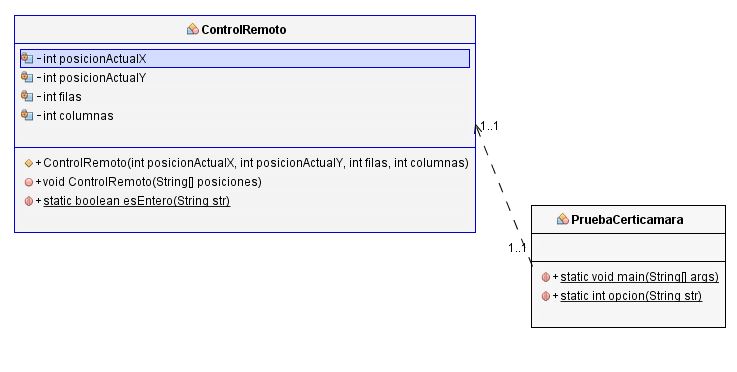 ControlRemoto
- int posicionActualX
- int posicionActualY
- int filas
- int columnas
+ ControlRemoto(int posicionActualX, int posicionActualY, int filas, int columnas)
+ void ControlRemoto(String[] posiciones)
+ static boolean esEntero(String str)
1..1
1..1
PruebaCerticamara
+ static void main(String[] args)
+ static int opcion(String str)